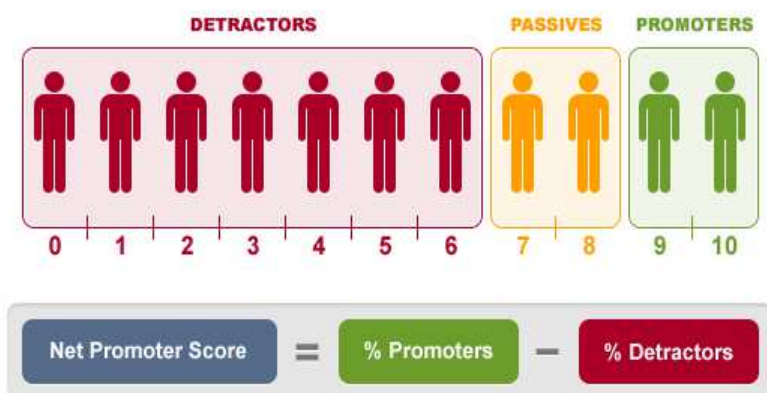 DETRACTORS PASSIVES PROMOTERS
0 1 2 3 4 5 6 7 8 9 10
Net Promoter Score = % Promoters − % Detractors